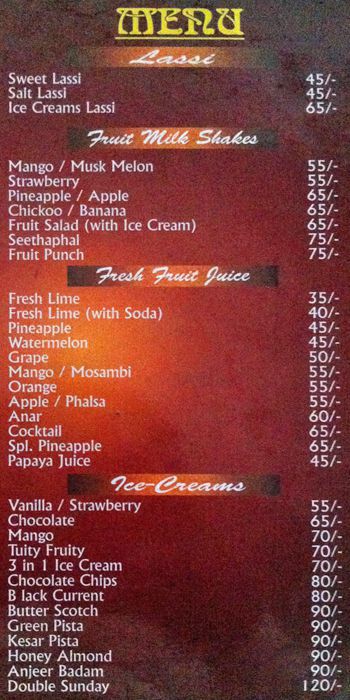 MENU
Lassi
Sweet Lassi 45/-
Salt Lassi 45/-
Ice Creams Lassi 65/-
Fruit Milk Shakes
Mango / Musk Melon 55/-
Strawberry 55/-
Pineapple / Apple 65/-
Chickoo / Banana 65/-
Fruit Salad (with Ice Cream) 65/-
Seethaphal 75/-
Fruit Punch 75/-
Fresh Fruit Juice
Fresh Lime 35/-
Fresh Lime (with Soda) 40/-
Pineapple 45/-
Watermelon 45/-
Grape 50/-
Mango / Mosambi 55/-
Orange 55/-
Apple / Phalsa 55/-
Anar 60/-
Cocktail 65/-
Spl. Pineapple 65/-
Papaya Juice 45/-
Ice-Creams
Vanilla / Strawberry 55/-
Chocolate 65/-
Mango 70/-
Tuity Fruity 70/-
3 in 1 Ice Cream 70/-
Chocolate Chips 80/-
B lack Current 80/-
Butter Scotch 90/-
Green Pista 90/-
Kesar Pista 90/-
Honey Almond 90/-
Anjeer Badam 90/-
Double Sunday 120/-